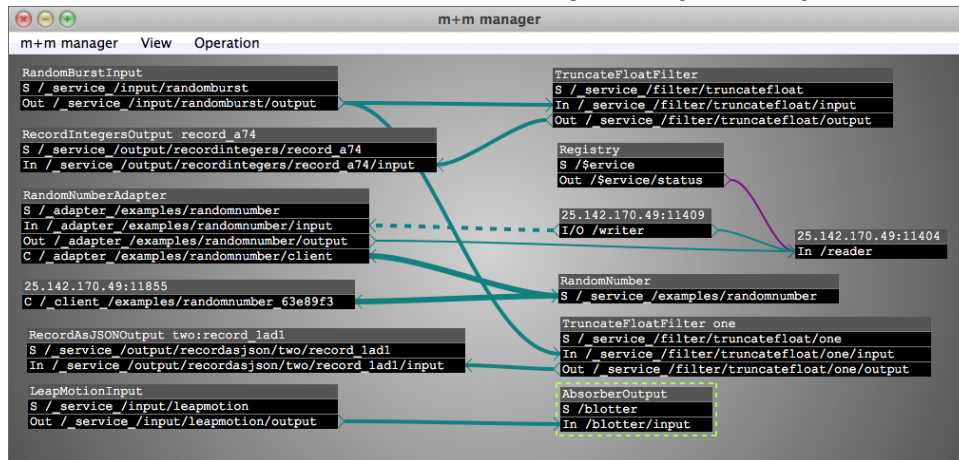 m+m manager
m+m manager View Operation
RandomBurstInput
S /_service_/input/randomburst
Out /_service_/input/randomburst/output
RecordIntegersOutput record_a74
S /_service_/output/recordintegers/record_a74
In /_service_/output/recordintegers/record_a74/input
RandomNumberAdapter
S /_adapter_/examples/randomnumber
In /_adapter_/examples/randomnumber/input
Out /_adapter_/examples/randomnumber/output
C /_adapter_/examples/randomnumber/client
25.142.170.49:11855
C /_client_/examples/randomnumber_63e89f3
RecordAsJSONOutput two:record_1ad1
S /_service_/output/recordasjson/two/record_1ad1
In /_service_/output/recordasjson/two/record_1ad1/input
LeapMotionInput
S /_service_/input/leapmotion
Out /_service_/input/leapmotion/output
TruncateFloatFilter
S /_service_/filter/truncatefloat
In /_service_/filter/truncatefloat/input
Out /_service_/filter/truncatefloat/output
Registry
S /$ervice
Out /$ervice/status
25.142.170.49:11409
I/O /writer
25.142.170.49:11404
In /reader
RandomNumber
S /_service_/examples/randomnumber
TruncateFloatFilter one
S /_service_/filter/truncatefloat/one
In /_service_/filter/truncatefloat/one/input
Out /_service_/filter/truncatefloat/one/output
AbsorberOutput
S /blotter
In /blotter/input